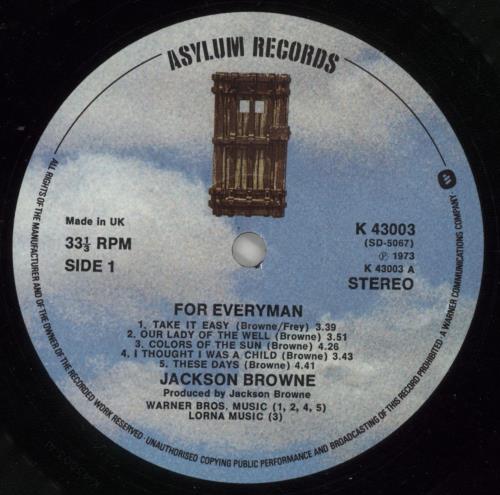 ASYLUM RECORDS
Made in UK
33⅓ RPM
SIDE 1
K 43003
(SD-5067)
℗ 1973
K 43003 A
STEREO
FOR EVERYMAN
1. TAKE IT EASY (Browne/Frey) 3.39
2. OUR LADY OF THE WELL (Browne) 3.51
3. COLORS OF THE SUN (Browne) 4.26
4. I THOUGHT I WAS A CHILD (Browne) 3.43
5. THESE DAYS (Browne) 4.41
JACKSON BROWNE
Produced by Jackson Browne
WARNER BROS. MUSIC (1, 2, 4, 5)
LORNA MUSIC (3)
ALL RIGHTS OF THE MANUFACTURER AND OF THE OWNER OF THE RECORDED WORK RESERVED · UNAUTHORISED COPYING PUBLIC PERFORMANCE AND BROADCASTING OF THIS RECORD PROHIBITED · A WARNER COMMUNICATIONS COMPANY ·